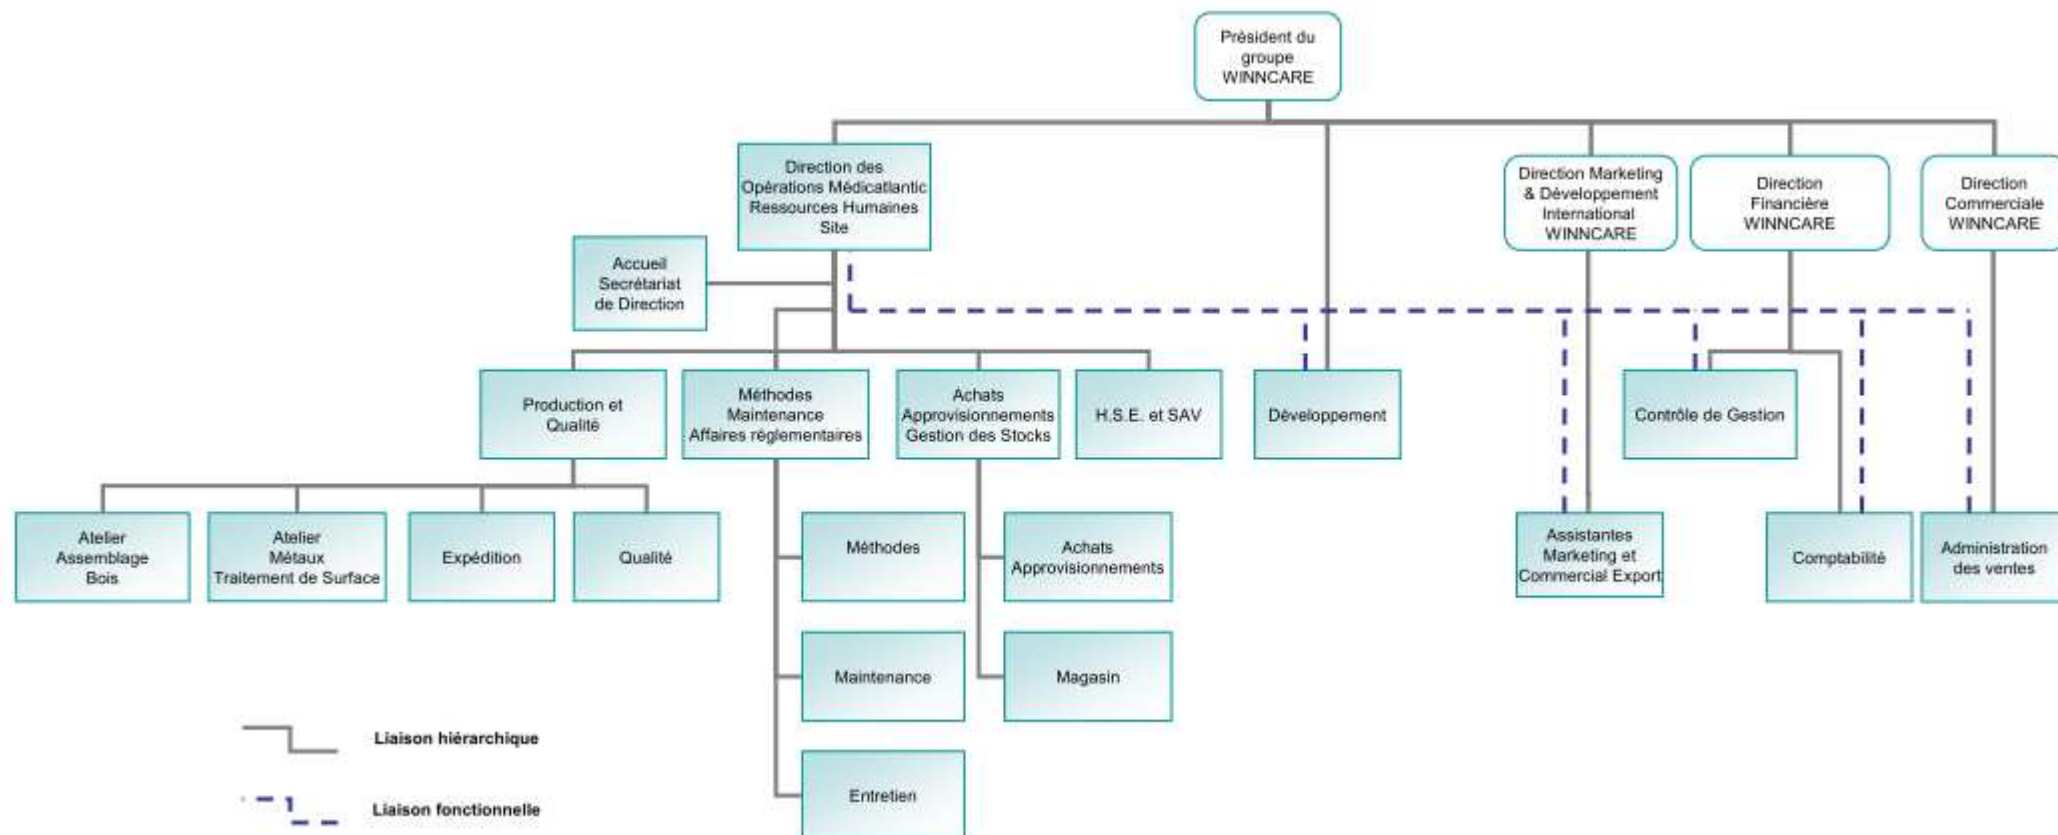 Président du
groupe
WINNCARE
Direction des
Opérations Médicatlantic
Ressources Humaines
Site
Direction Marketing
& Développement
International
WINNCARE
Direction
Financière
WINNCARE
Direction
Commerciale
WINNCARE
Accueil
Secrétariat
de Direction
Production et
Qualité
Méthodes
Maintenance
Affaires réglementaires
Achats
Approvisionnements
Gestion des Stocks
H.S.E. et SAV
Développement
Contrôle de Gestion
Atelier
Assemblage
Bois
Atelier
Métaux
Traitement de Surface
Expédition
Qualité
Méthodes
Achats
Approvisionnements
Assistantes
Marketing et
Commercial Export
Comptabilité
Administration
des ventes
Maintenance
Magasin
Entretien
Liaison hiérarchique
Liaison fonctionnelle